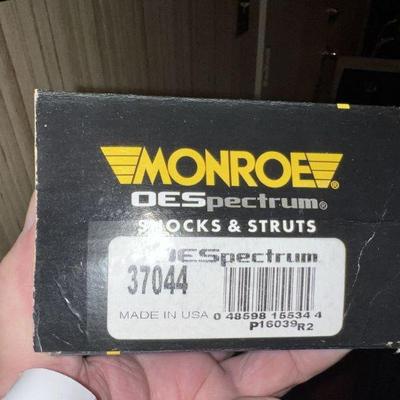 MONROE®
OESpectrum®
SHOCKS & STRUTS
OESpectrum
37044
MADE IN USA 0 48598 15534 4
P16039R2